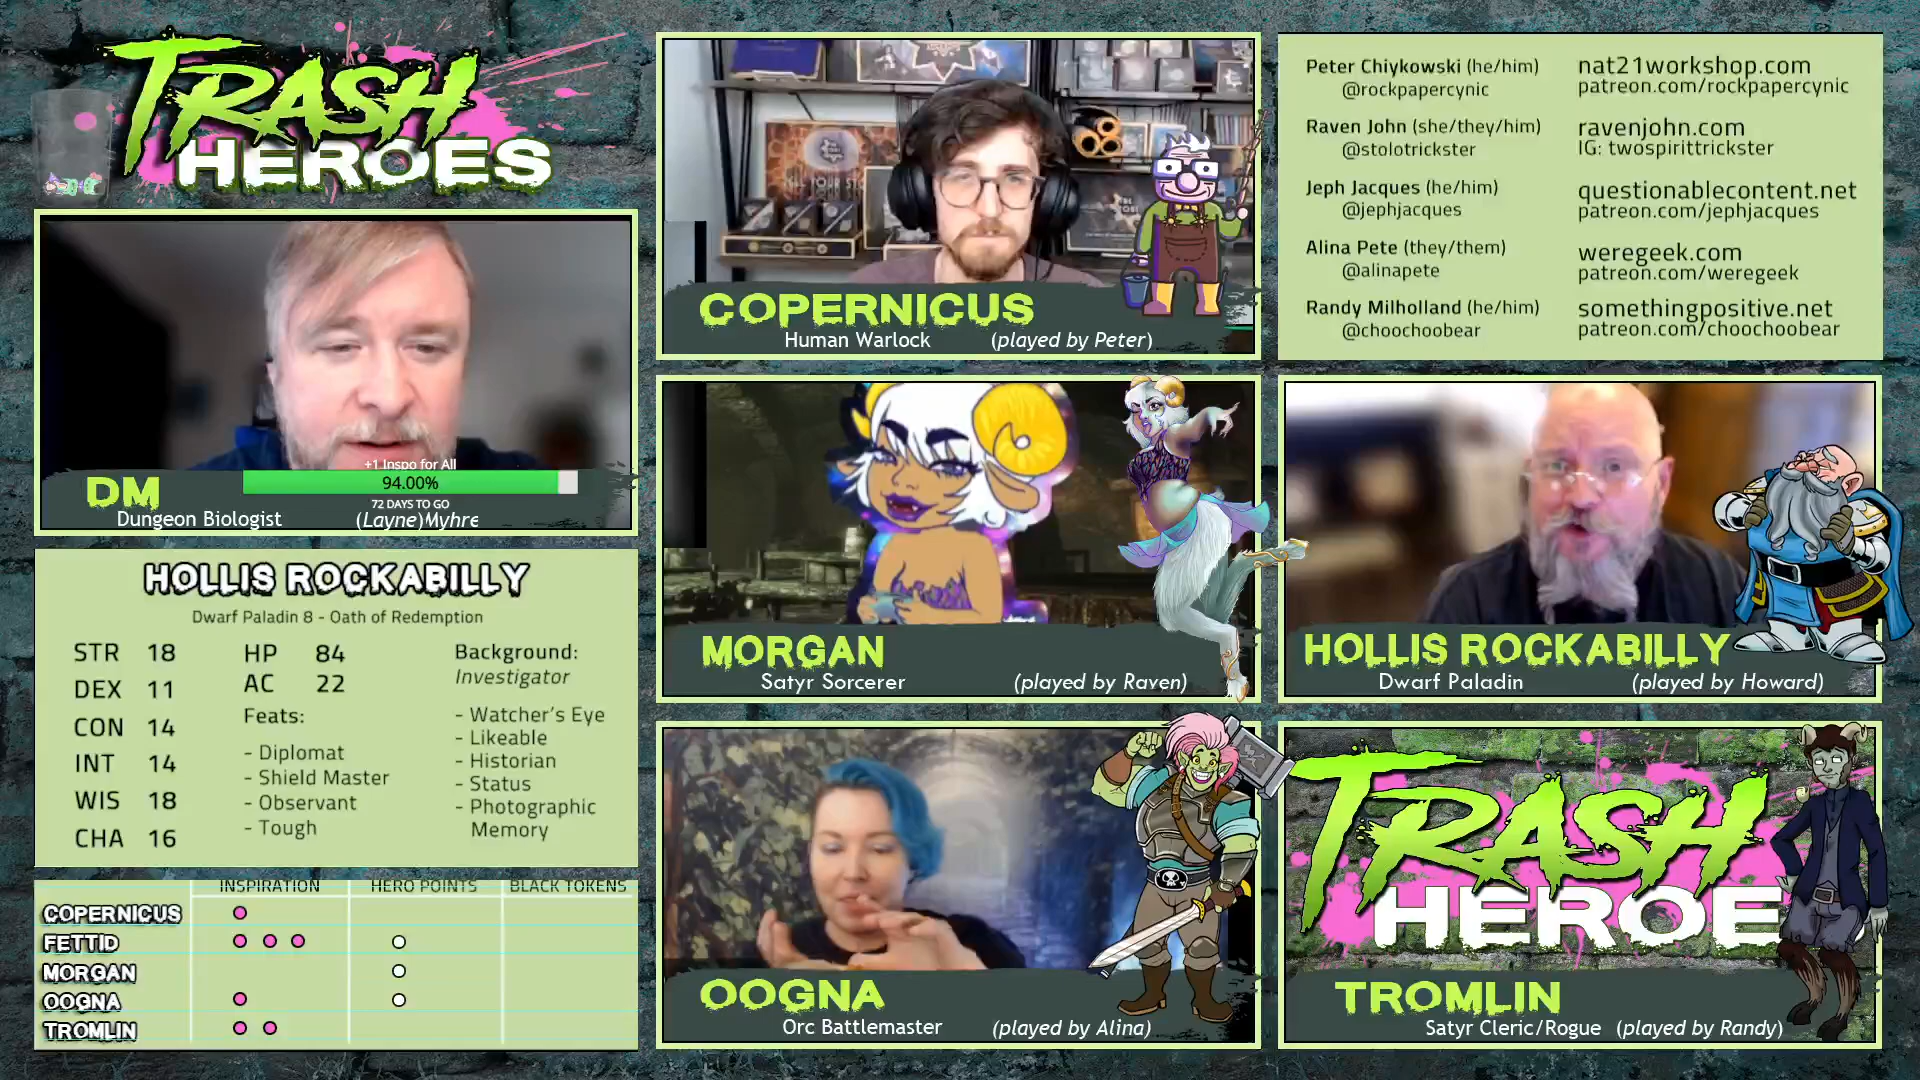 TRASH
HEROES
+1 Inspo for All
94.00%
72 DAYS TO GO
DM
Dungeon Biologist (Layne)Myhre
HOLLIS ROCKABILLY
Dwarf Paladin 8 - Oath of Redemption
STR 18
DEX 11
CON 14
INT 14
WIS 18
CHA 16
HP 84
AC 22
Feats:
- Diplomat
- Shield Master
- Observant
- Tough
Background:
Investigator
- Watcher's Eye
- Likeable
- Historian
- Status
- Photographic
Memory
INSPIRATION HERO POINTS BLACK TOKENS
COPERNICUS
FETTID
MORGAN
OOGNA
TROMLIN
COPERNICUS
Human Warlock (played by Peter)
Peter Chiykowski (he/him) nat21workshop.com
@rockpapercynic patreon.com/rockpapercynic
Raven John (she/they/him) ravenjohn.com
@stolotrickster IG: twospirittrickster
Jeph Jacques (he/him) questionablecontent.net
@jephjacques patreon.com/jephjacques
Alina Pete (they/them) weregeek.com
@alinapete patreon.com/weregeek
Randy Milholland (he/him) somethingpositive.net
@choochoobear patreon.com/choochoobear
MORGAN
Satyr Sorcerer (played by Raven)
HOLLIS ROCKABILLY
Dwarf Paladin (played by Howard)
OOGNA
Orc Battlemaster (played by Alina)
TRASH
HEROE
TROMLIN
Satyr Cleric/Rogue (played by Randy)